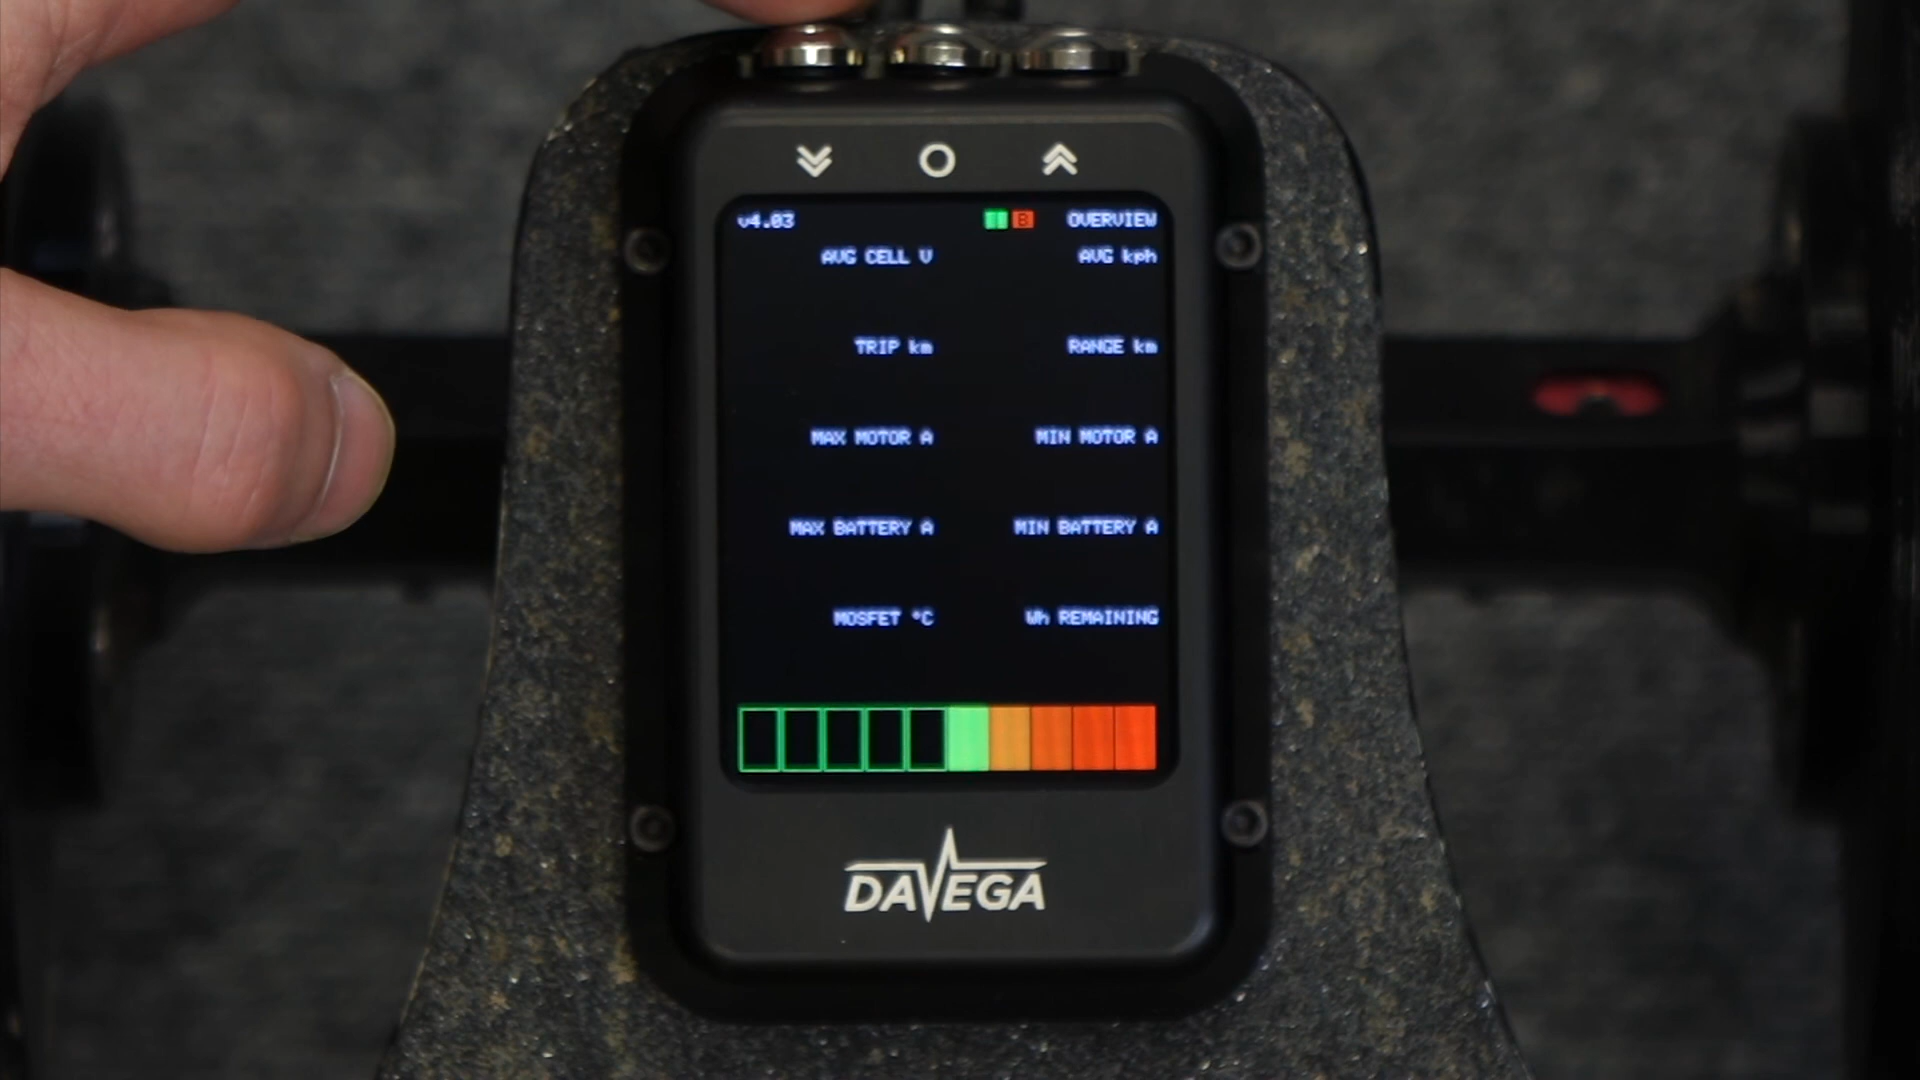 v4.03 B OVERVIEW
AVG CELL V AVG kph
TRIP km RANGE km
MAX MOTOR A MIN MOTOR A
MAX BATTERY A MIN BATTERY A
MOSFET °C Wh REMAINING
DAVEGA